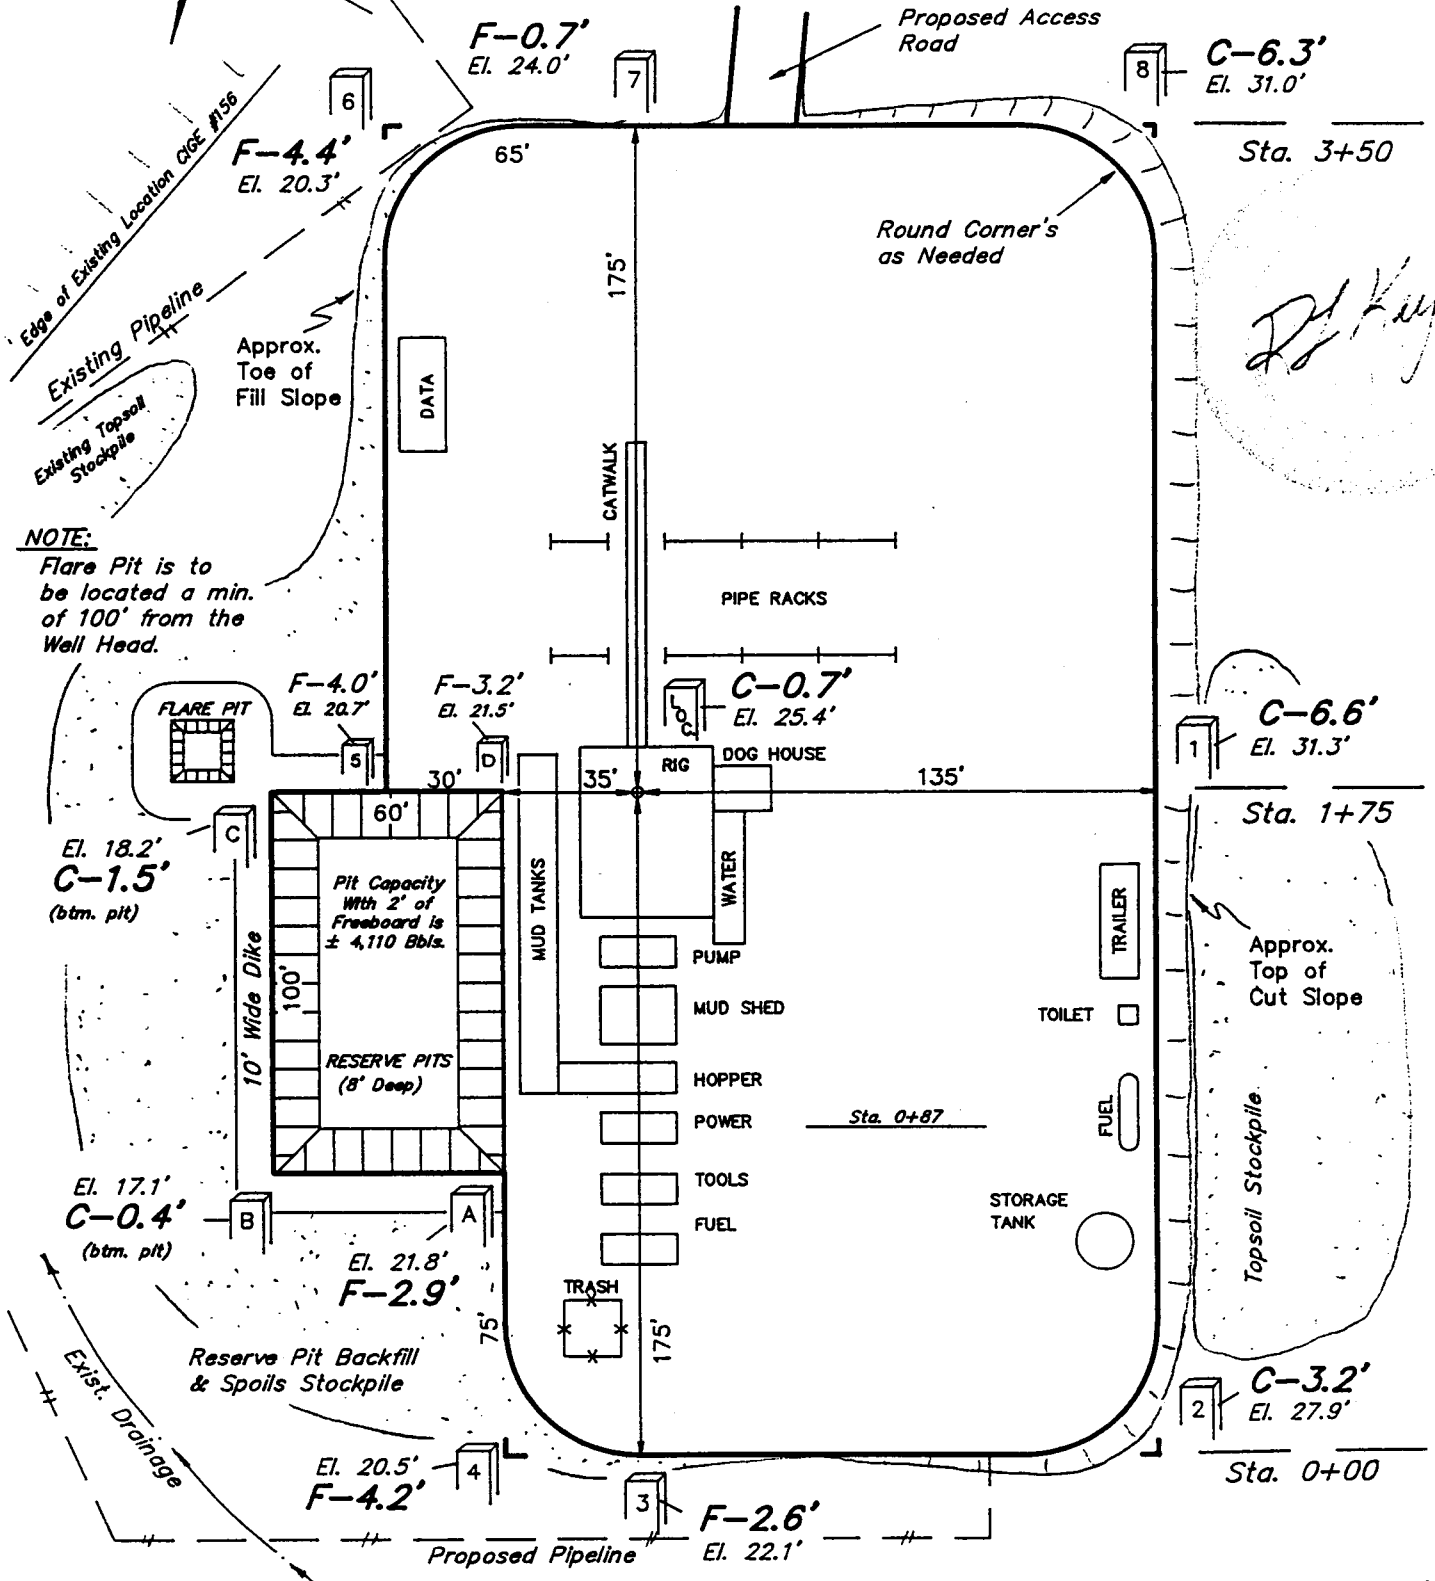 Proposed Access
Road
F-0.7'
El. 24.0'
7
8
C-6.3'
El. 31.0'
6
F-4.4'
El. 20.3'
65'
Sta. 3+50
Edge of Existing Location CIGE #156
Round Corner's
as Needed
175'
Existing Pipeline
Approx.
Toe of
Fill Slope
DATA
Existing Topsoil
Stockpile
CATWALK
NOTE:
Flare Pit is to
be located a min.
of 100' from the
Well Head.
PIPE RACKS
F-4.0'
El. 20.7'
F-3.2'
El. 21.5'
LOC
C-0.7'
El. 25.4'
FLARE PIT
C-6.6'
El. 31.3'
1
5
D
RIG
DOG HOUSE
30'
35'
135'
60'
Sta. 1+75
C
El. 18.2'
C-1.5'
(btm. pit)
Pit Capacity
With 2' of
Freeboard is
± 4,110 Bbls.
MUD TANKS
WATER
TRAILER
PUMP
Approx.
Top of
Cut Slope
10' Wide Dike
100'
MUD SHED
TOILET
RESERVE PITS
(8' Deep)
HOPPER
POWER
Sta. 0+87
FUEL
Topsoil Stockpile
TOOLS
El. 17.1'
C-0.4'
(btm. pit)
B
A
STORAGE
TANK
FUEL
El. 21.8'
F-2.9'
TRASH
75'
175'
Reserve Pit Backfill
& Spoils Stockpile
Exist. Drainage
C-3.2'
El. 27.9'
2
El. 20.5'
F-4.2'
4
Sta. 0+00
3
F-2.6'
El. 22.1'
Proposed Pipeline